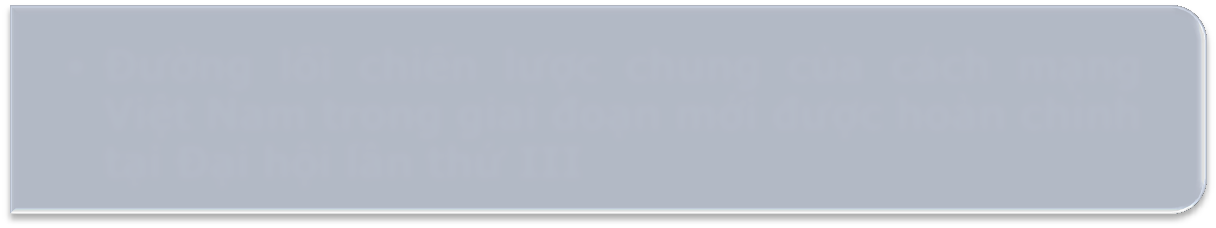 • Đường lối chiến lược chung của cách mạng
Việt Nam trong giai đoạn mới được hoàn chỉnh
tại Đại hội lần thứ III